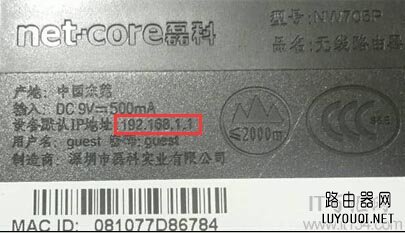 net-core磊科
型号: NW705P
品名: 无线路由器
产地: 中国东莞
输入: DC 9V⎓500mA
设备默认IP地址: 192.168.1.1
用户名: guest 密码: guest
制造商: 深圳市磊科实业有限公司
≤2000m
CCC
S&E
MAC ID: 081077D86784
路由器网
LUYOUQI.NET